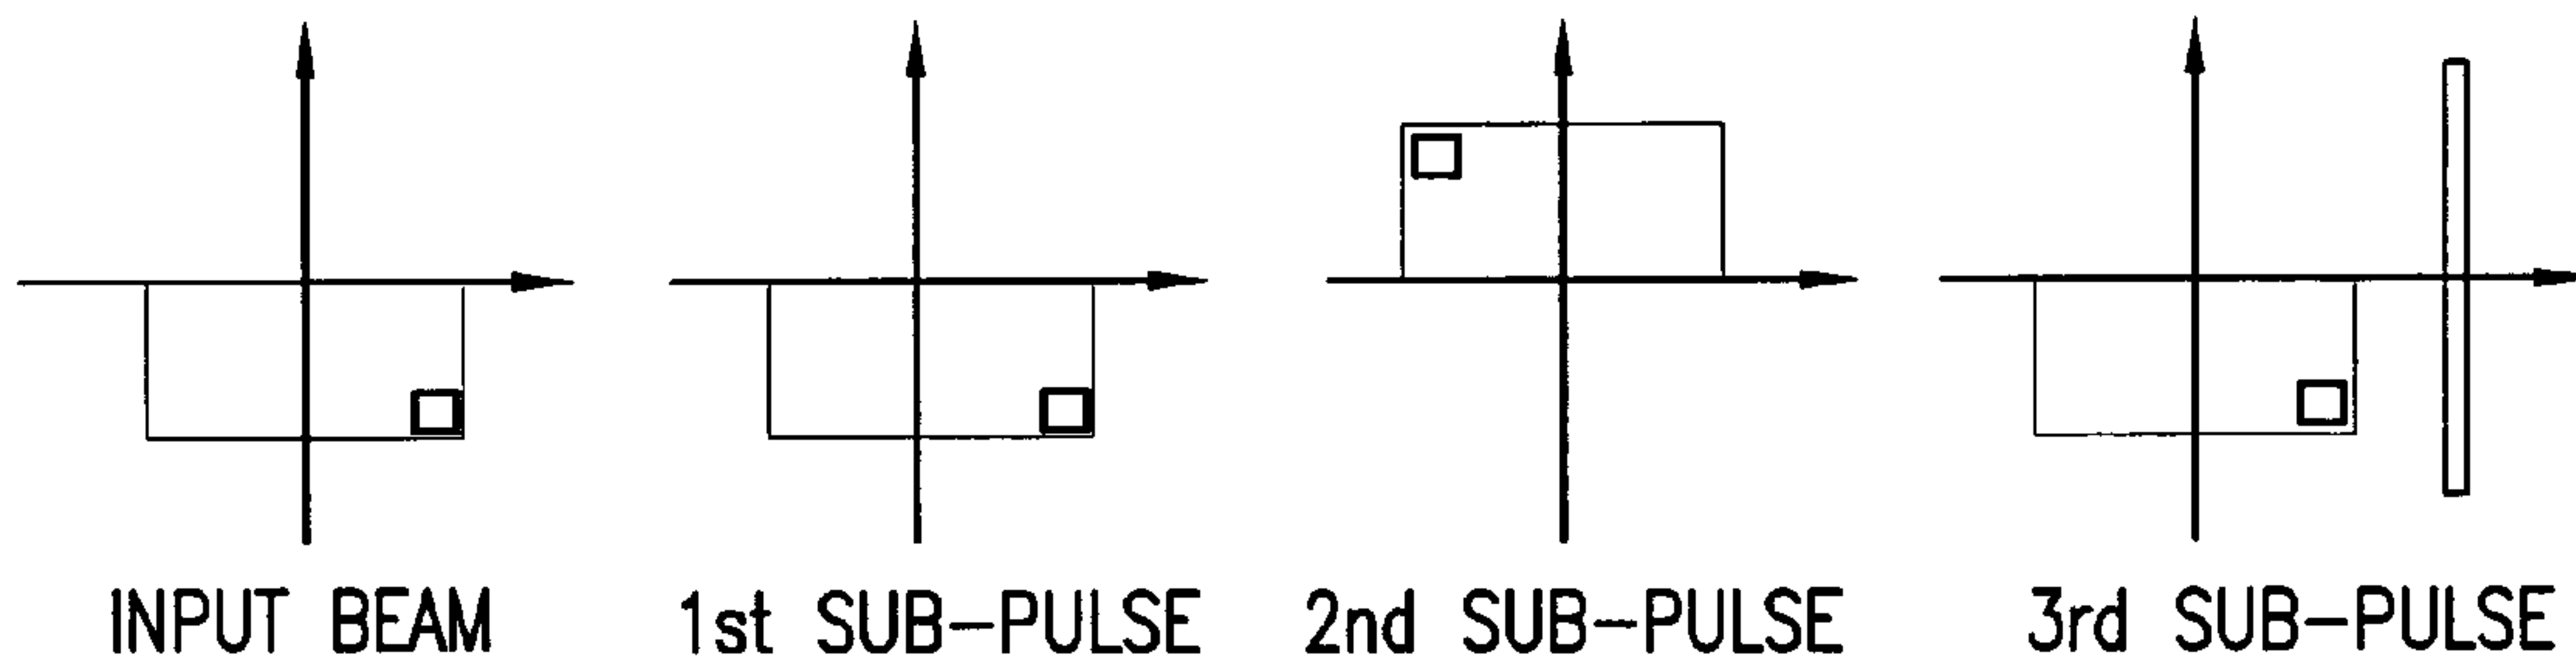 INPUT BEAM
1st SUB-PULSE
2nd SUB-PULSE
3rd SUB-PULSE